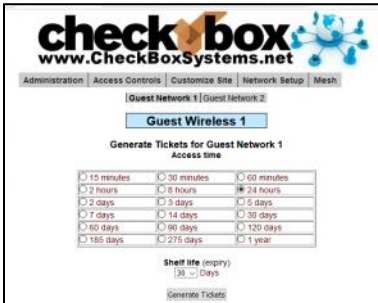 check box
www.CheckBoxSystems.net
Administration Access Controls Customize Site Network Setup Mesh
Guest Network 1 Guest Network 2
Guest Wireless 1
Generate Tickets for Guest Network 1
Access time
15 minutes 30 minutes 60 minutes
2 hours 8 hours 24 hours
2 days 3 days 5 days
7 days 14 days 30 days
60 days 90 days 120 days
185 days 275 days 1 year
Shelf life (expiry)
30 Days
Generate Tickets